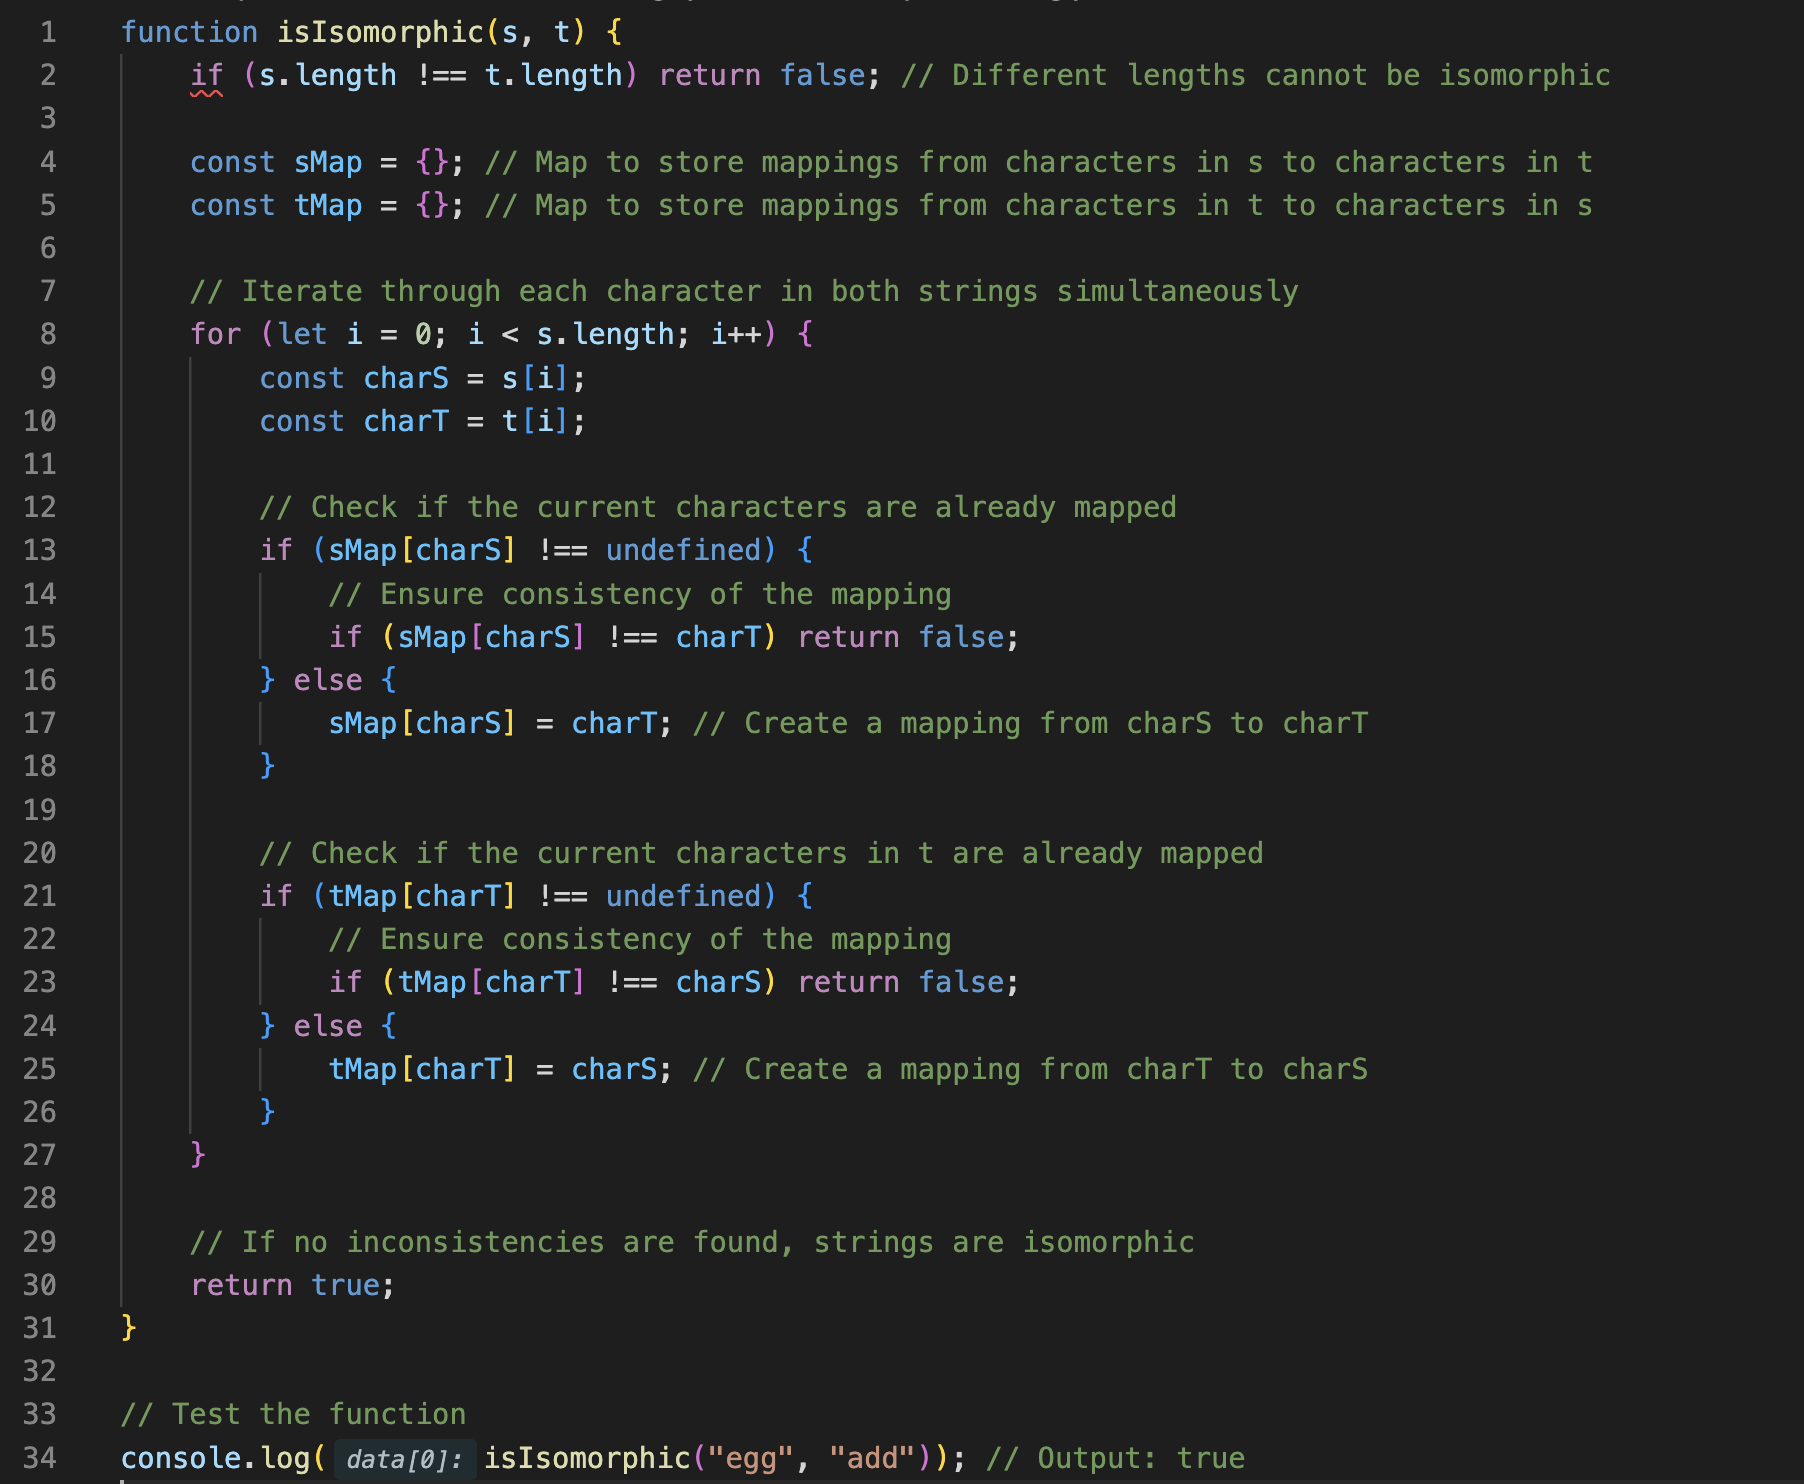 1 function isIsomorphic(s, t) {
2 if (s.length !== t.length) return false; // Different lengths cannot be isomorphic
3
4 const sMap = {}; // Map to store mappings from characters in s to characters in t
5 const tMap = {}; // Map to store mappings from characters in t to characters in s
6
7 // Iterate through each character in both strings simultaneously
8 for (let i = 0; i < s.length; i++) {
9 const charS = s[i];
10 const charT = t[i];
11
12 // Check if the current characters are already mapped
13 if (sMap[charS] !== undefined) {
14 // Ensure consistency of the mapping
15 if (sMap[charS] !== charT) return false;
16 } else {
17 sMap[charS] = charT; // Create a mapping from charS to charT
18 }
19
20 // Check if the current characters in t are already mapped
21 if (tMap[charT] !== undefined) {
22 // Ensure consistency of the mapping
23 if (tMap[charT] !== charS) return false;
24 } else {
25 tMap[charT] = charS; // Create a mapping from charT to charS
26 }
27 }
28
29 // If no inconsistencies are found, strings are isomorphic
30 return true;
31 }
32
33 // Test the function
34 console.log( data[0]: isIsomorphic("egg", "add")); // Output: true